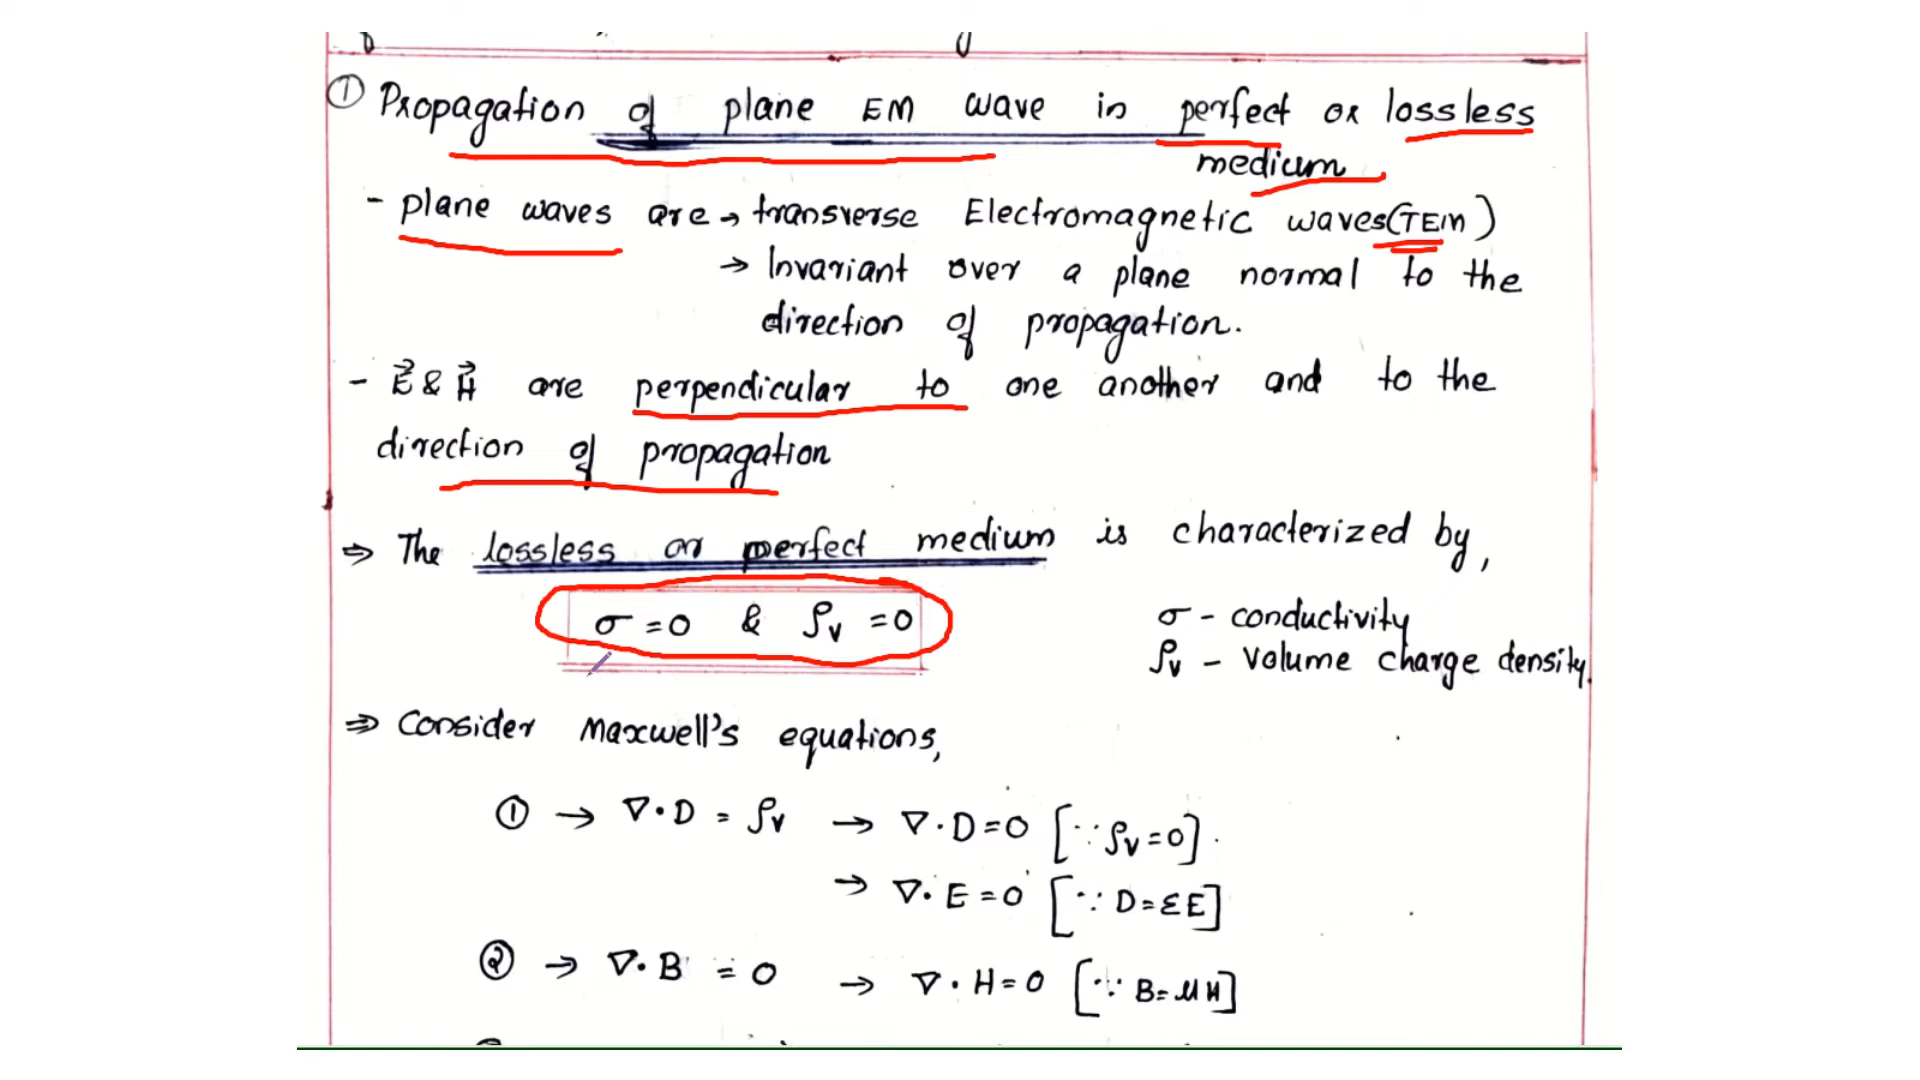 ① Propagation of plane EM wave in perfect or lossless
medium
- plane waves are → transverse Electromagnetic waves (TEM)
→ Invariant over a plane normal to the
direction of propagation.
- E⃗ & H⃗ are perpendicular to one another and to the
direction of propagation
⇒ The lossless or perfect medium is characterized by,
σ = 0 & ρv = 0
σ - conductivity
ρv - volume charge density.
⇒ Consider Maxwell's equations,
① → ∇·D = ρv → ∇·D=0 [∵ ρv=0].
→ ∇·E=0 [∵ D=εE]
② → ∇·B = 0 → ∇·H=0 [∵ B=μH]